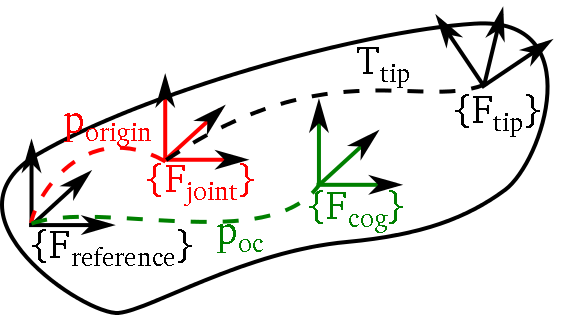 T_tip
{F_tip}
p_origin
{F_joint}
{F_cog}
p_oc
{F_reference}